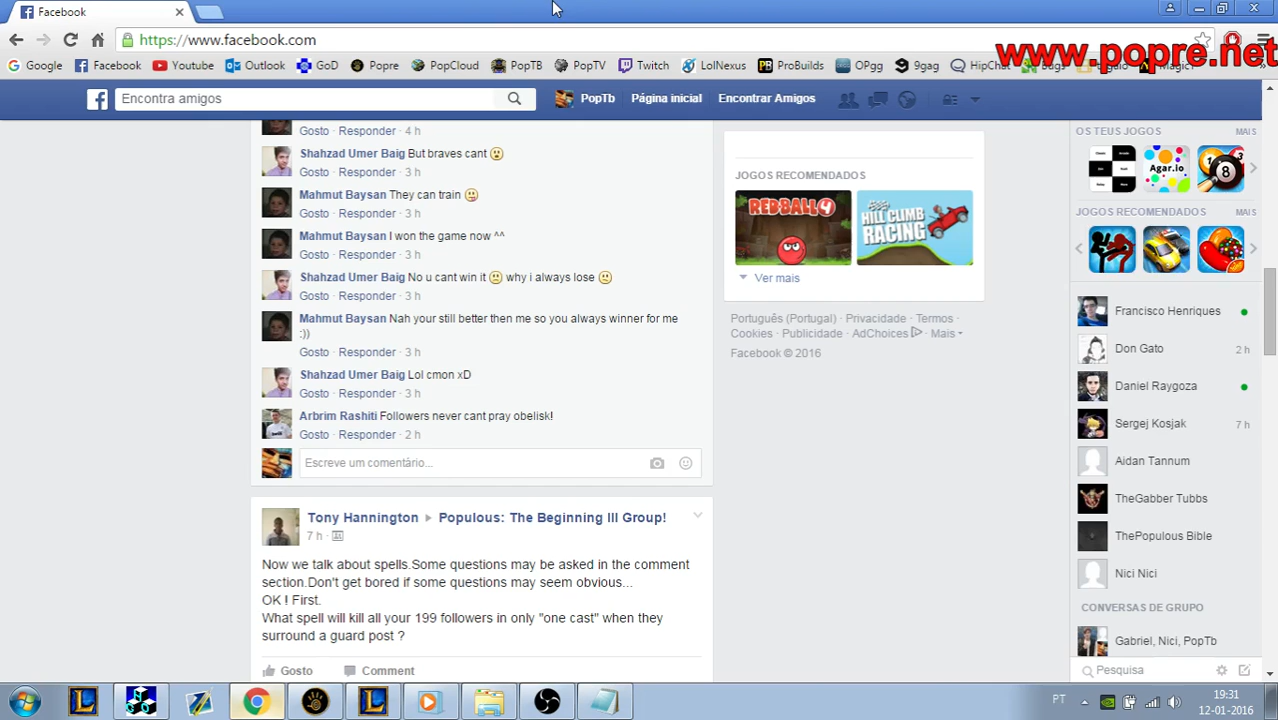 Facebook
https://www.facebook.com
www.popre.net
Google Facebook Youtube Outlook GoD Popre PopCloud PopTB PopTV Twitch LolNexus ProBuilds OPgg 9gag HipChat Bugs
Encontra amigos
PopTb Página inicial Encontrar Amigos
Gosto · Responder · 4 h
Shahzad Umer Baig But braves cant
Gosto · Responder · 3 h
Mahmut Baysan They can train
Gosto · Responder · 3 h
Mahmut Baysan I won the game now ^^
Gosto · Responder · 3 h
Shahzad Umer Baig No u cant win it why i always lose
Gosto · Responder · 3 h
Mahmut Baysan Nah your still better then me so you always winner for me
:))
Gosto · Responder · 3 h
Shahzad Umer Baig Lol cmon xD
Gosto · Responder · 3 h
Arbrim Rashiti Followers never cant pray obelisk!
Gosto · Responder · 2 h
Escreve um comentário...
Tony Hannington ▸ Populous: The Beginning III Group!
7 h ·
Now we talk about spells.Some questions may be asked in the comment
section.Don't get bored if some questions may seem obvious...
OK ! First.
What spell will kill all your 199 followers in only "one cast" when they
surround a guard post ?
Gosto Comment
JOGOS RECOMENDADOS
REDBALL 4
HILL CLIMB
RACING
Ver mais
Português (Portugal) · Privacidade · Termos ·
Cookies · Publicidade · AdChoices · Mais
Facebook © 2016
OS TEUS JOGOS MAIS
Agar.io
8
JOGOS RECOMENDADOS MAIS
Francisco Henriques
Don Gato 2 h
Daniel Raygoza
Sergej Kosjak 7 h
Aidan Tannum
TheGabber Tubbs
ThePopulous Bible
Nici Nici
CONVERSAS DE GRUPO
Gabriel, Nici, PopTb
Pesquisa
PT
19:31
12-01-2016